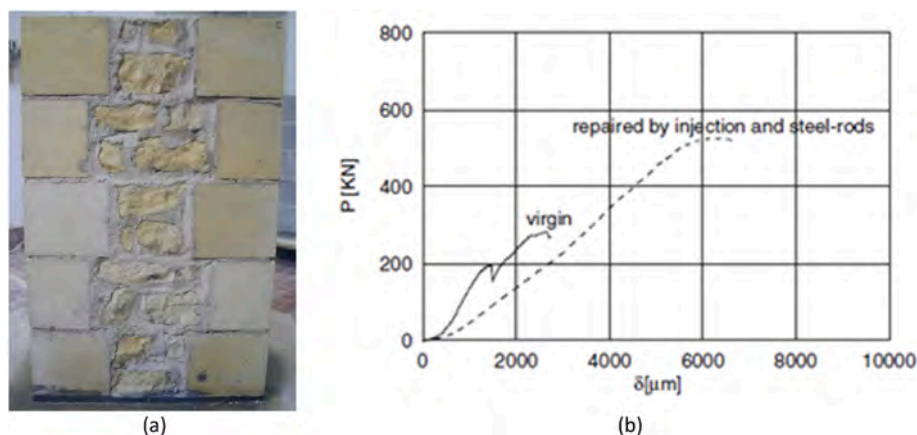 800
600
repaired by injection and steel-rods
P[KN]
400
virgin
200
0
0
2000
4000
6000
8000
10000
δ[μm]
(a)
(b)